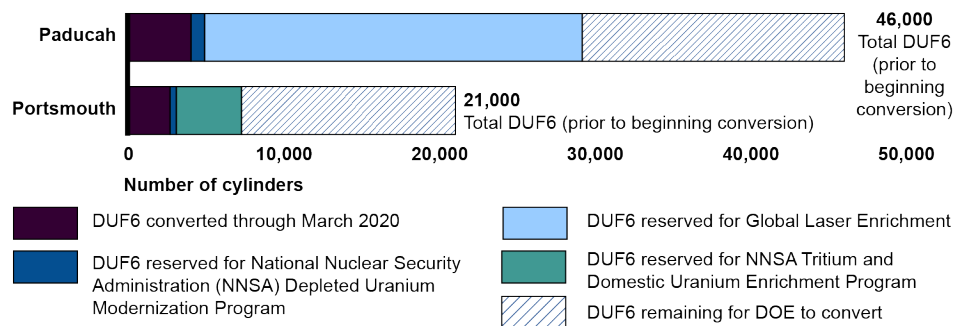 Paducah
46,000
Total DUF6
(prior to
beginning
conversion)
Portsmouth
21,000
Total DUF6 (prior to beginning conversion)
0 10,000 20,000 30,000 40,000 50,000
Number of cylinders
DUF6 converted through March 2020
DUF6 reserved for National Nuclear Security
Administration (NNSA) Depleted Uranium
Modernization Program
DUF6 reserved for Global Laser Enrichment
DUF6 reserved for NNSA Tritium and
Domestic Uranium Enrichment Program
DUF6 remaining for DOE to convert